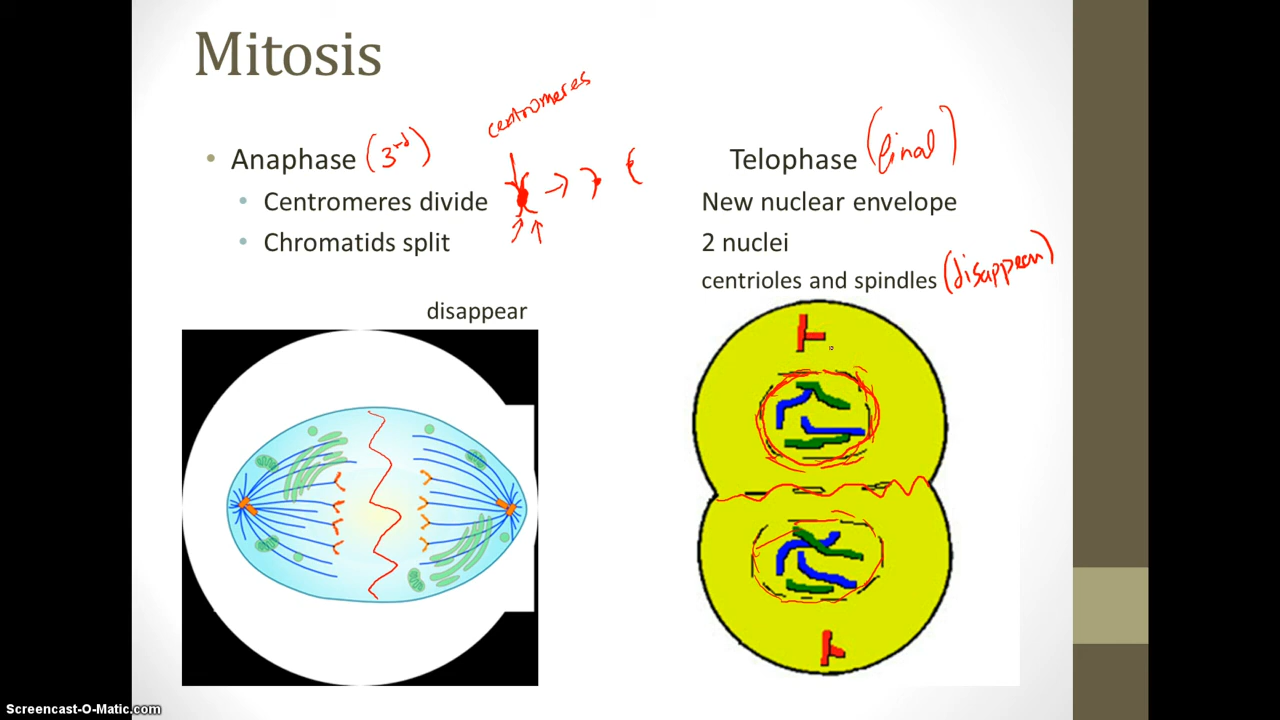 Mitosis
centromeres
Anaphase (3rd)
Centromeres divide
Chromatids split
disappear
Telophase (final)
New nuclear envelope
2 nuclei
centrioles and spindles (disappear)
Screencast-O-Matic.com